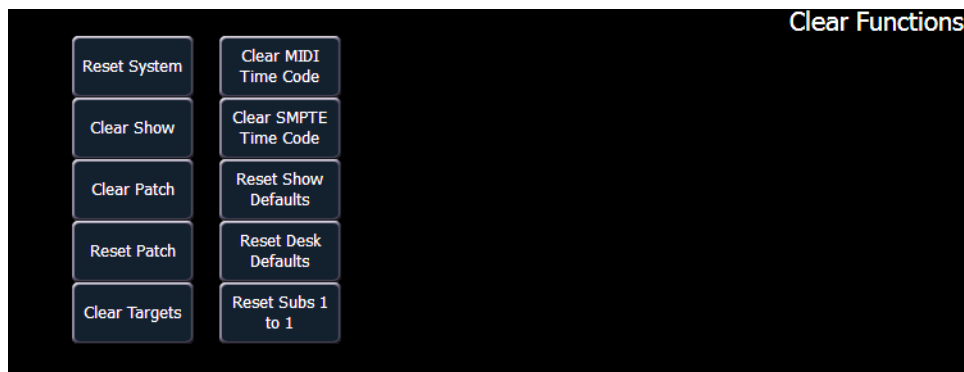 Clear Functions
Reset System
Clear MIDI
Time Code
Clear Show
Clear SMPTE
Time Code
Clear Patch
Reset Show
Defaults
Reset Patch
Reset Desk
Defaults
Clear Targets
Reset Subs 1
to 1